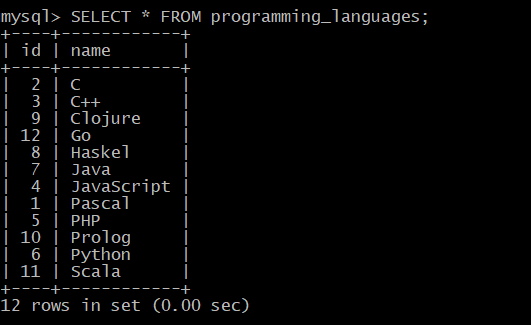 mysql> SELECT * FROM programming_languages;
+----+------------+
| id | name       |
+----+------------+
|  2 | C          |
|  3 | C++        |
|  9 | Clojure    |
| 12 | Go         |
|  8 | Haskel     |
|  7 | Java       |
|  4 | JavaScript |
|  1 | Pascal     |
|  5 | PHP        |
| 10 | Prolog     |
|  6 | Python     |
| 11 | Scala      |
+----+------------+
12 rows in set (0.00 sec)